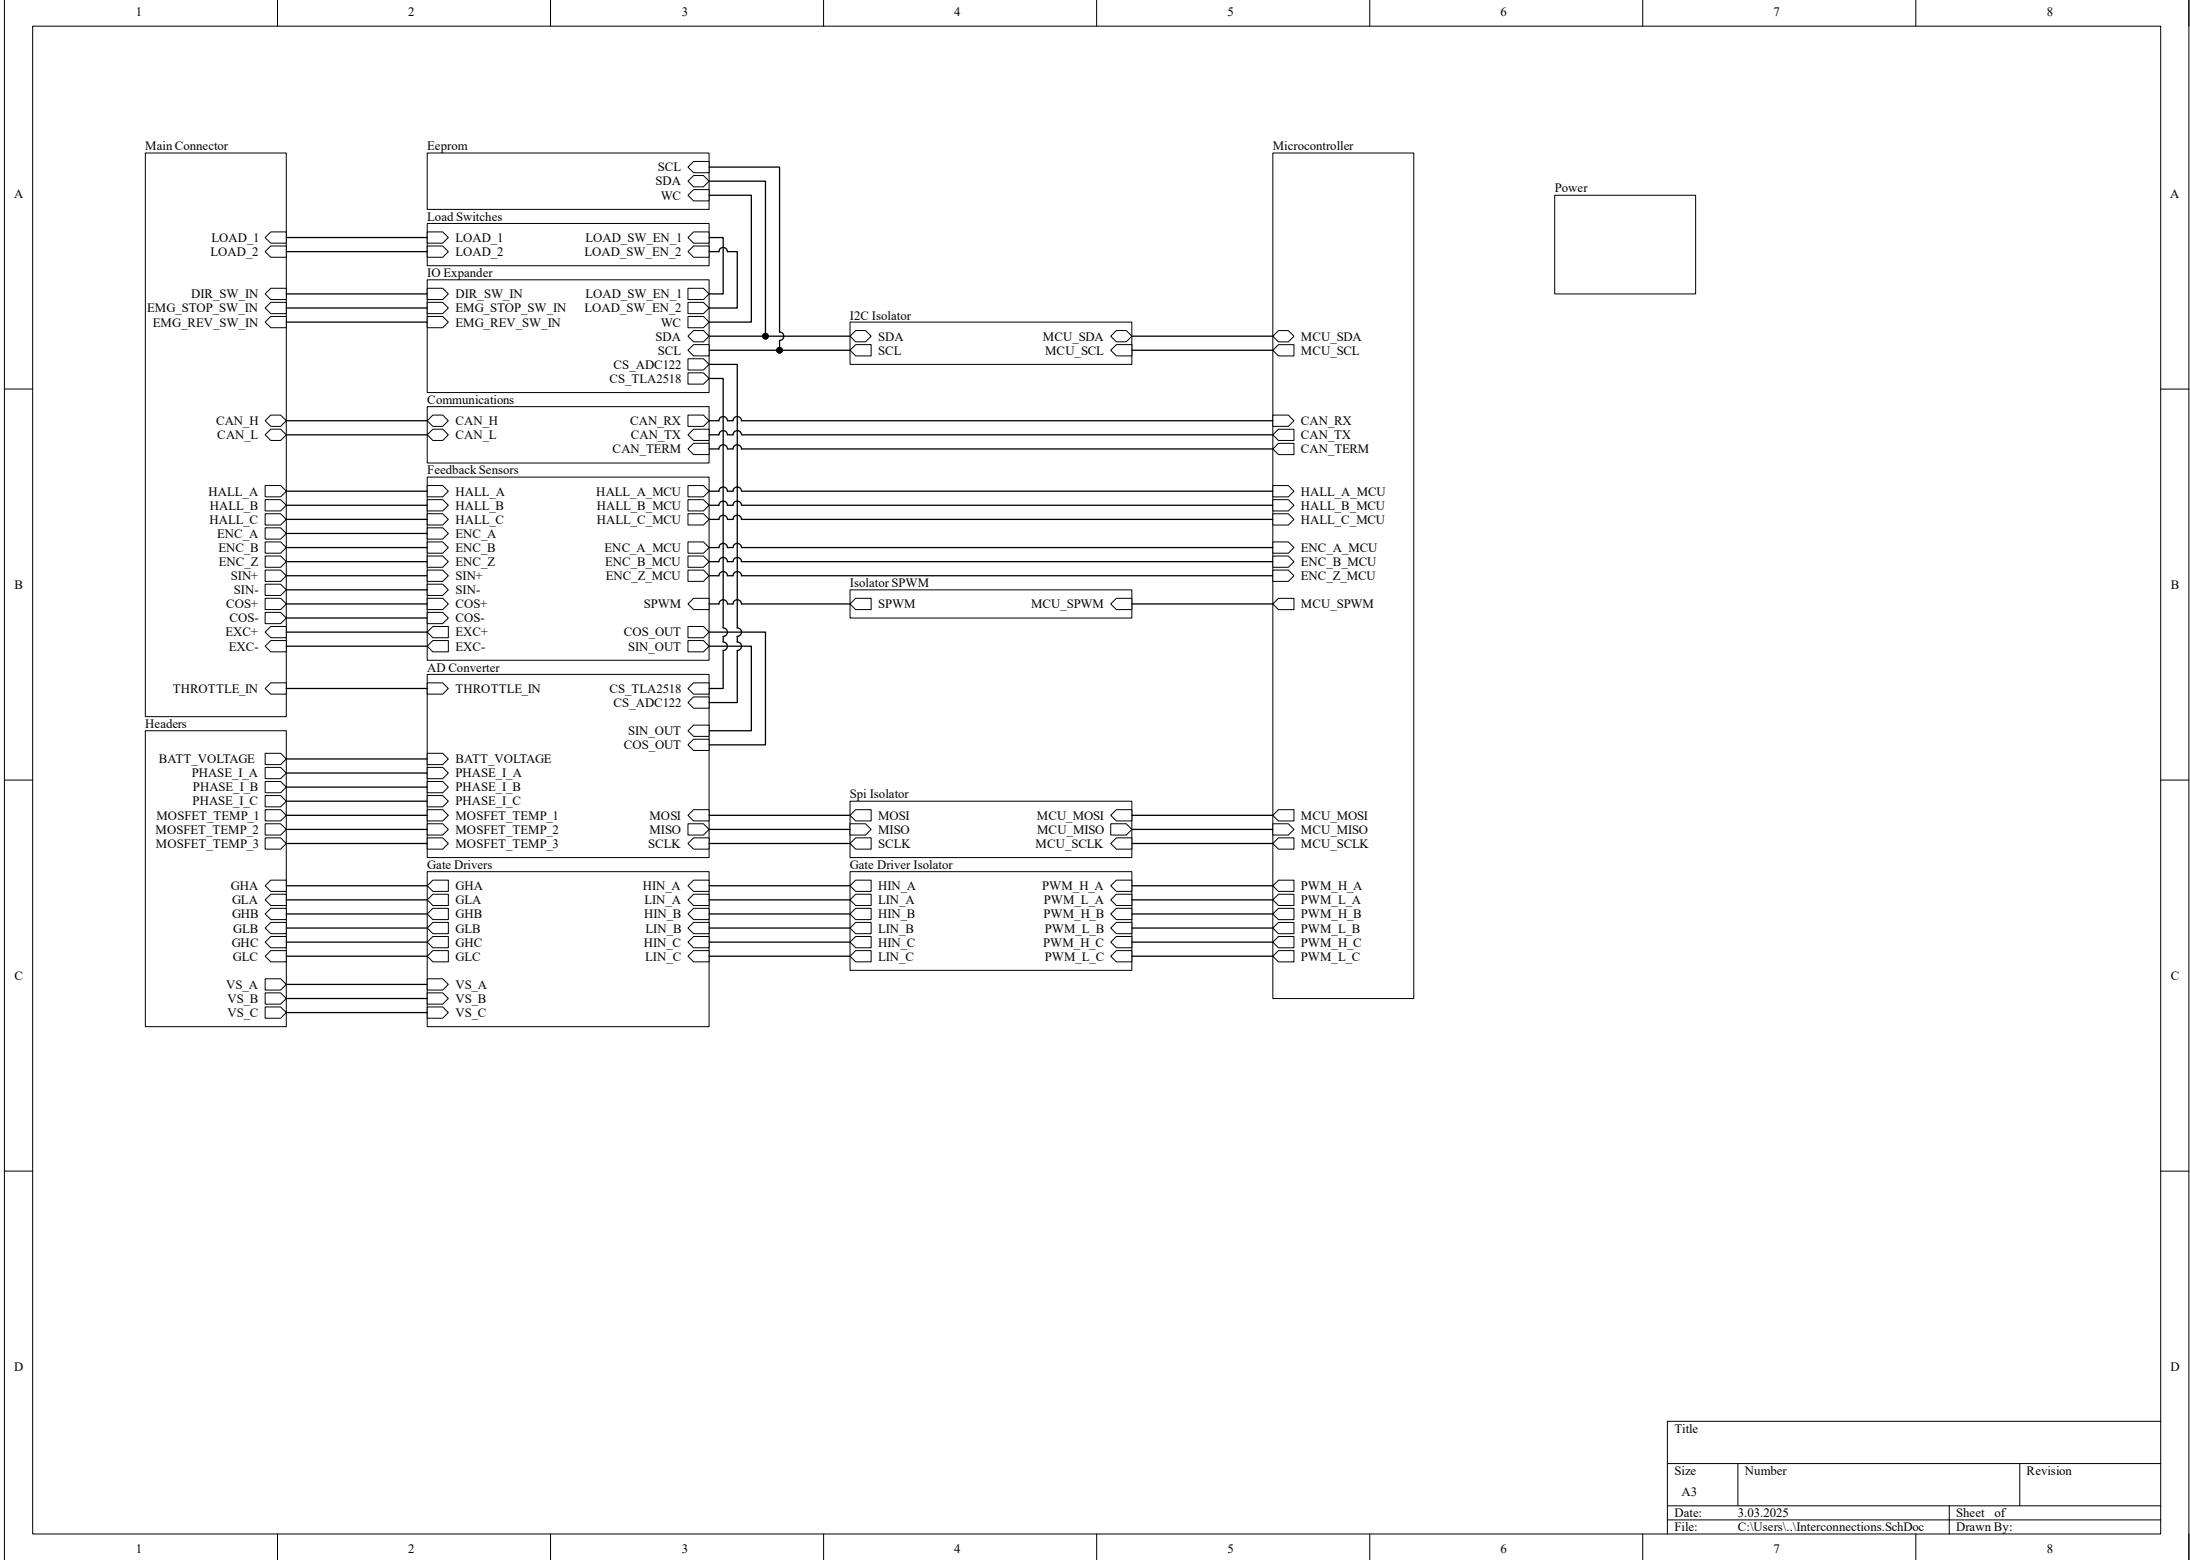 1 2 3 4 5 6 7 8
A
B
C
D
Main Connector
LOAD_1
LOAD_2
DIR_SW_IN
EMG_STOP_SW_IN
EMG_REV_SW_IN
CAN_H
CAN_L
HALL_A
HALL_B
HALL_C
ENC_A
ENC_B
ENC_Z
SIN+
SIN-
COS+
COS-
EXC+
EXC-
THROTTLE_IN
Headers
BATT_VOLTAGE
PHASE_I_A
PHASE_I_B
PHASE_I_C
MOSFET_TEMP_1
MOSFET_TEMP_2
MOSFET_TEMP_3
GHA
GLA
GHB
GLB
GHC
GLC
VS_A
VS_B
VS_C
Eeprom
SCL
SDA
WC
Load Switches
LOAD_1 LOAD_SW_EN_1
LOAD_2 LOAD_SW_EN_2
IO Expander
DIR_SW_IN LOAD_SW_EN_1
EMG_STOP_SW_IN LOAD_SW_EN_2
EMG_REV_SW_IN WC
SDA
SCL
CS_ADC122
CS_TLA2518
Communications
CAN_H CAN_RX
CAN_L CAN_TX
CAN_TERM
Feedback Sensors
HALL_A HALL_A_MCU
HALL_B HALL_B_MCU
HALL_C HALL_C_MCU
ENC_A
ENC_B ENC_A_MCU
ENC_Z ENC_B_MCU
SIN+ ENC_Z_MCU
SIN-
COS+ SPWM
COS-
EXC+ COS_OUT
EXC- SIN_OUT
AD Converter
THROTTLE_IN CS_TLA2518
CS_ADC122
SIN_OUT
COS_OUT
BATT_VOLTAGE
PHASE_I_A
PHASE_I_B
PHASE_I_C
MOSFET_TEMP_1 MOSI
MOSFET_TEMP_2 MISO
MOSFET_TEMP_3 SCLK
Gate Drivers
GHA HIN_A
GLA LIN_A
GHB HIN_B
GLB LIN_B
GHC HIN_C
GLC LIN_C
VS_A
VS_B
VS_C
I2C Isolator
SDA MCU_SDA
SCL MCU_SCL
Isolator SPWM
SPWM MCU_SPWM
Spi Isolator
MOSI MCU_MOSI
MISO MCU_MISO
SCLK MCU_SCLK
Gate Driver Isolator
HIN_A PWM_H_A
LIN_A PWM_L_A
HIN_B PWM_H_B
LIN_B PWM_L_B
HIN_C PWM_H_C
LIN_C PWM_L_C
Microcontroller
MCU_SDA
MCU_SCL
CAN_RX
CAN_TX
CAN_TERM
HALL_A_MCU
HALL_B_MCU
HALL_C_MCU
ENC_A_MCU
ENC_B_MCU
ENC_Z_MCU
MCU_SPWM
MCU_MOSI
MCU_MISO
MCU_SCLK
PWM_H_A
PWM_L_A
PWM_H_B
PWM_L_B
PWM_H_C
PWM_L_C
Power
A
B
C
D
Title
Size Number Revision
A3
Date: 3.03.2025 Sheet of
File: C:\Users\..\Interconnections.SchDoc Drawn By:
1 2 3 4 5 6 7 8